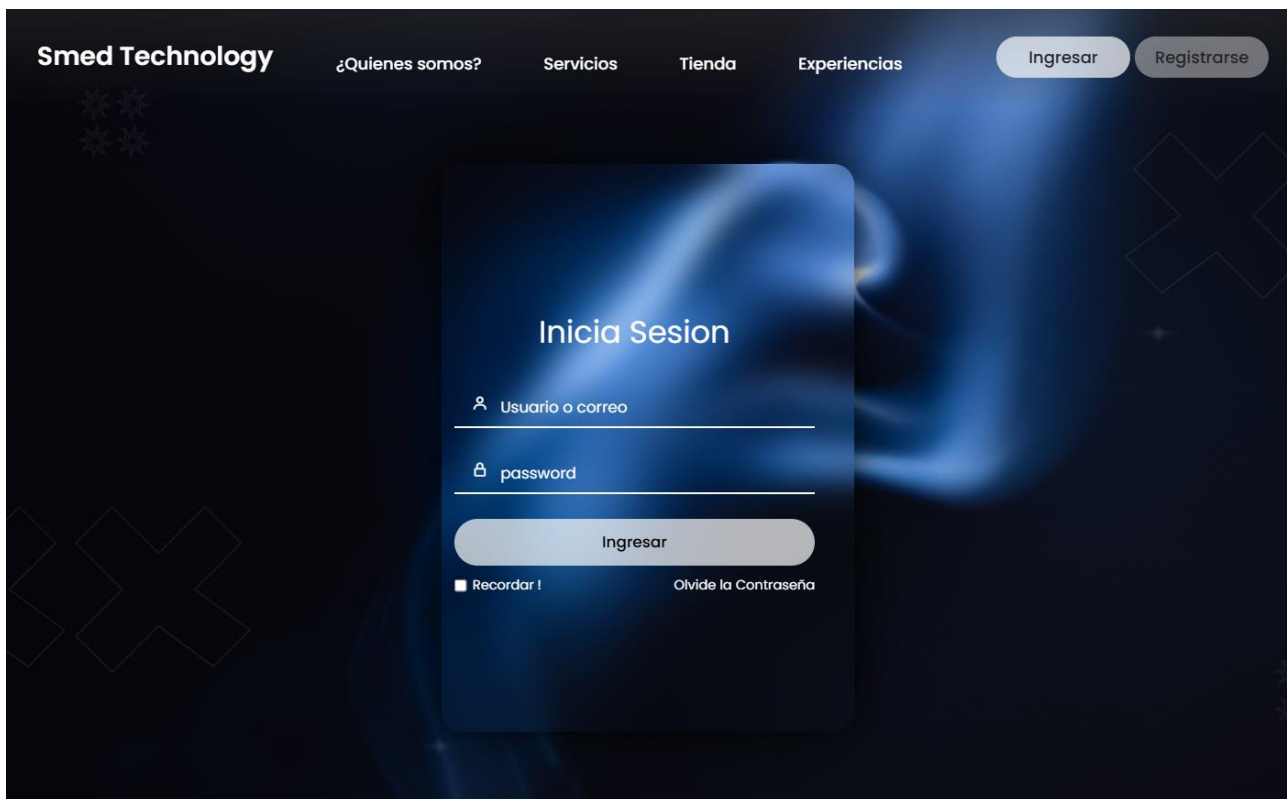 Smed Technology ¿Quienes somos? Servicios Tienda Experiencias Ingresar Registrarse
Inicia Sesion
Usuario o correo
password
Ingresar
Recordar ! Olvide la Contraseña